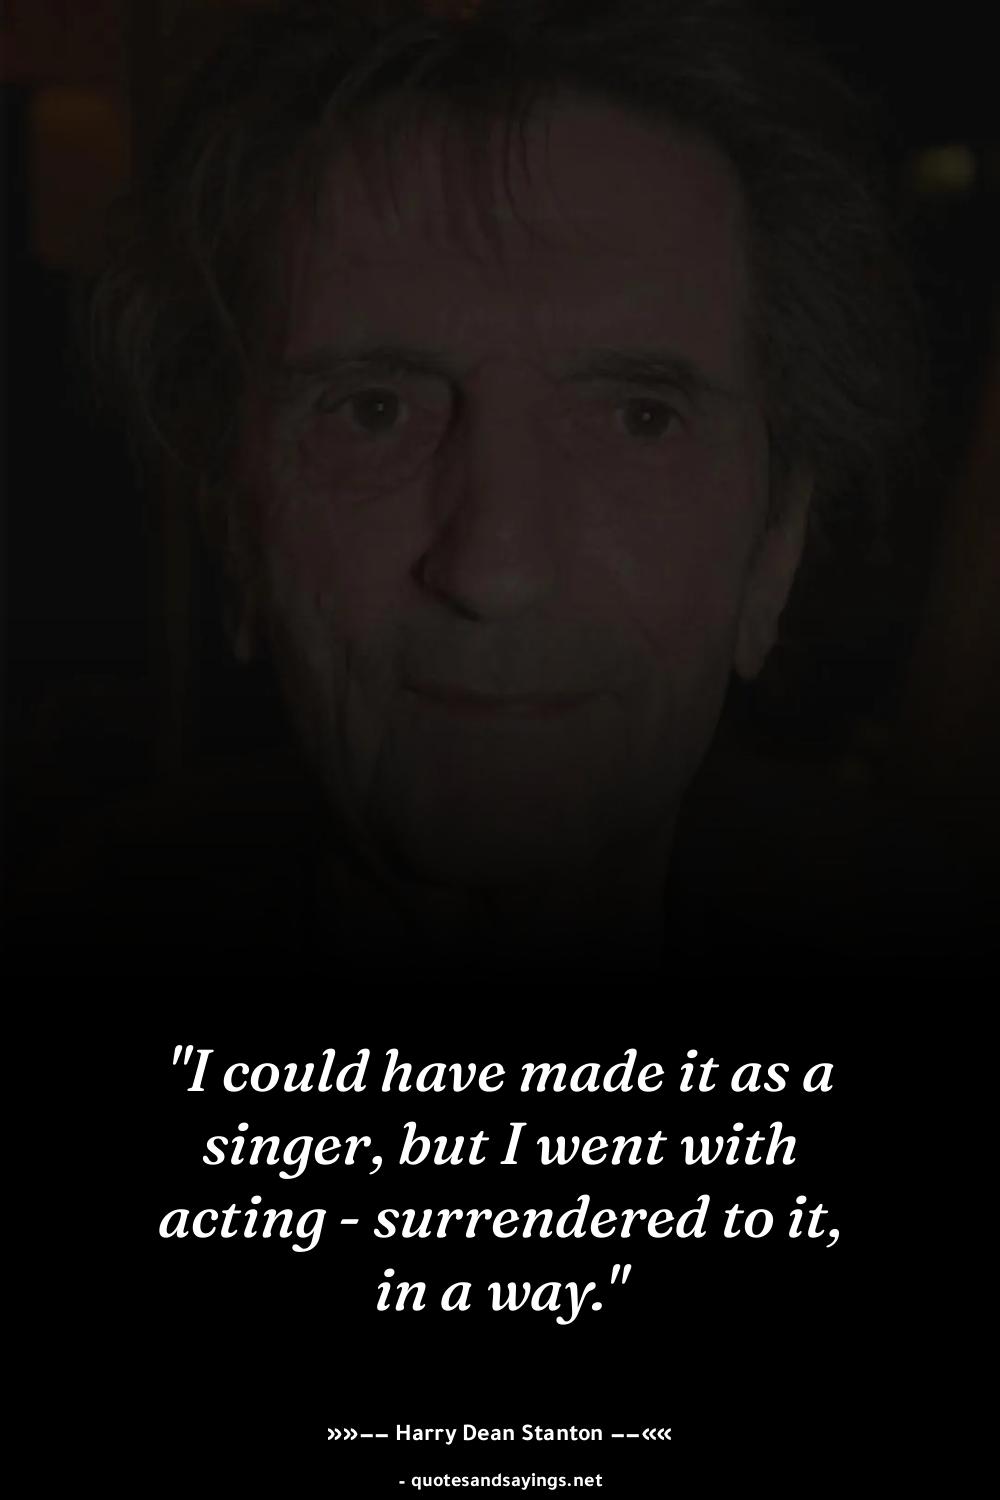 "I could have made it as a
singer, but I went with
acting - surrendered to it,
in a way."
»»−− Harry Dean Stanton −−««
- quotesandsayings.net